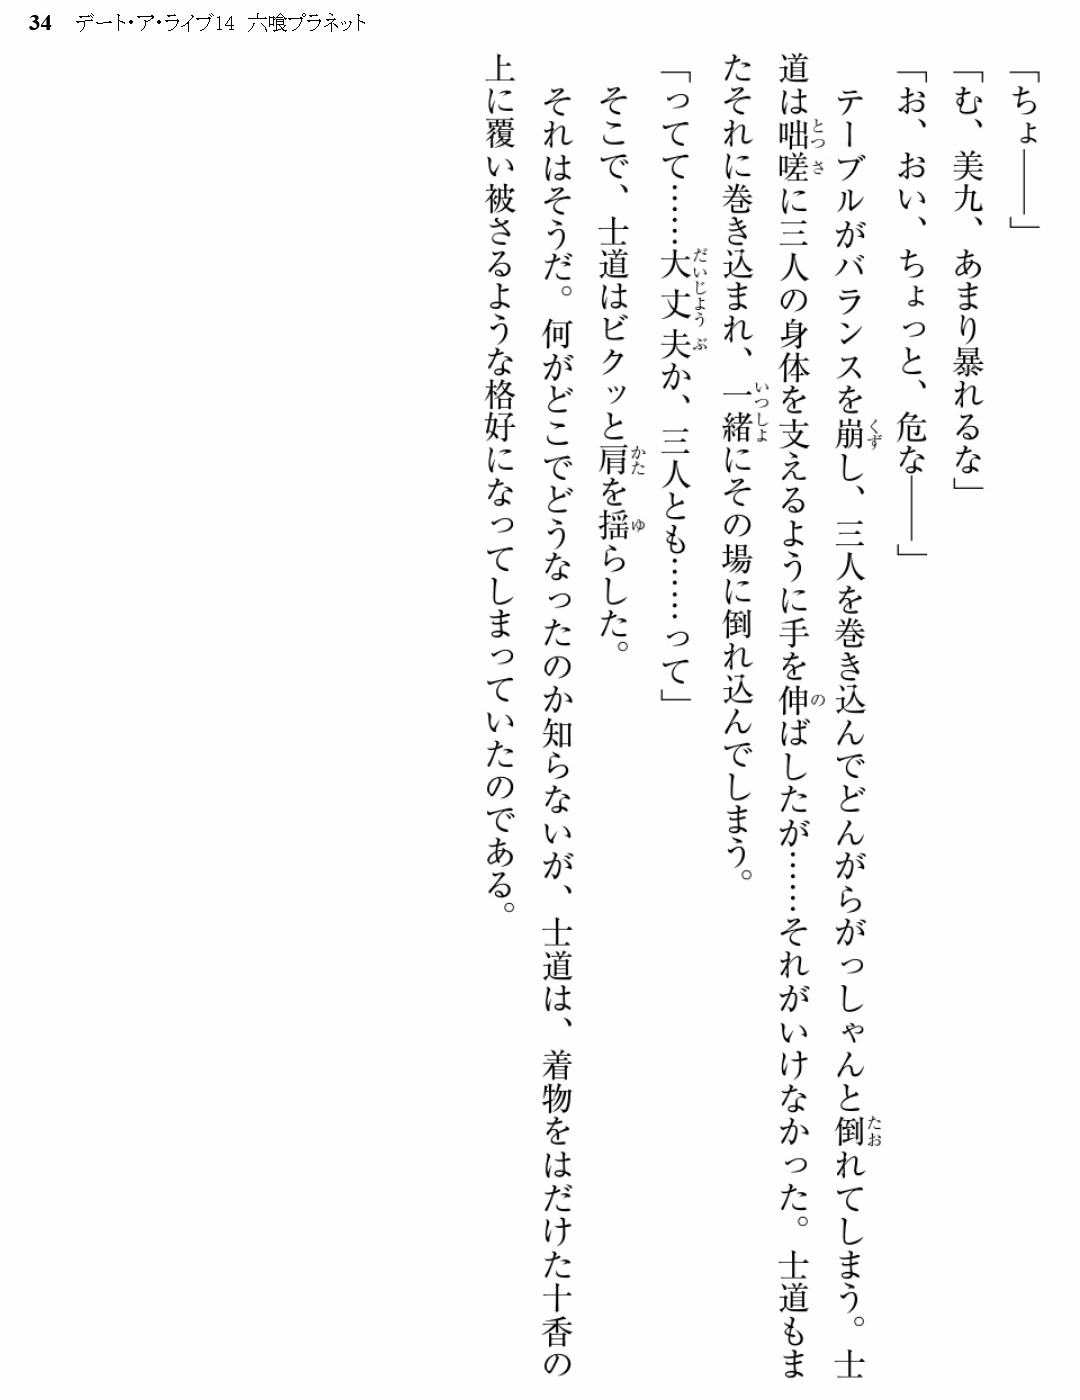 34 デート・ア・ライブ14 六喰プラネット
「ちょ――」
「む、美九、あまり暴れるな」
「お、おい、ちょっと、危な――」
テーブルがバランスを崩し、三人を巻き込んでどんがらがっしゃんと倒れてしまう。士
道は咄嗟に三人の身体を支えるように手を伸ばしたが……それがいけなかった。士道もま
たそれに巻き込まれ、一緒にその場に倒れ込んでしまう。
「ってて……大丈夫か、三人とも……って」
そこで、士道はビクッと肩を揺らした。
それはそうだ。何がどこでどうなったのか知らないが、士道は、着物をはだけた十香の
上に覆い被さるような格好になってしまっていたのである。